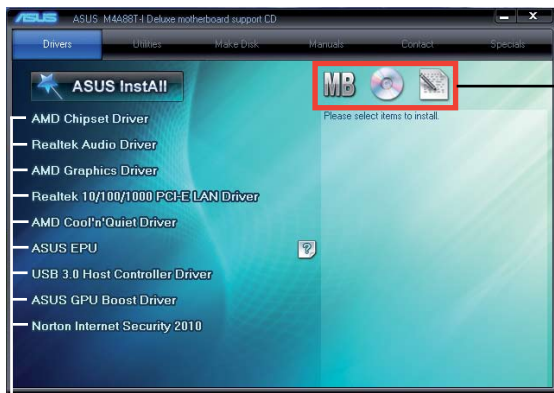 ASUS ASUS M4A88T-I Deluxe motherboard support CD
Drivers Utilities Make Disk Manuals Contact Specials
ASUS InstAll
MB
Please select items to install.
AMD Chipset Driver
Realtek Audio Driver
AMD Graphics Driver
Realtek 10/100/1000 PCI-E LAN Driver
AMD Cool'n'Quiet Driver
ASUS EPU
USB 3.0 Host Controller Driver
ASUS GPU Boost Driver
Norton Internet Security 2010